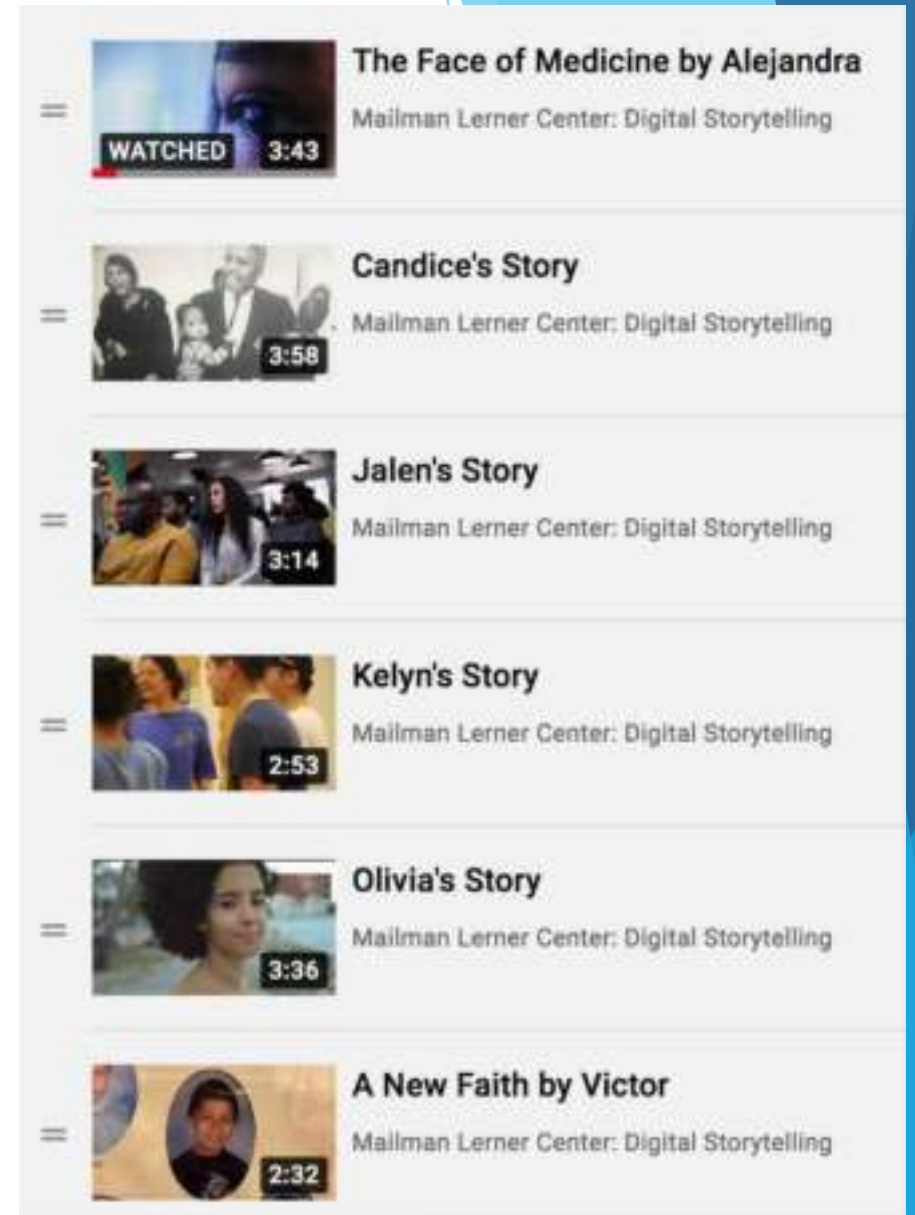 The Face of Medicine by Alejandra
Mailman Lerner Center: Digital Storytelling
WATCHED 3:43
Candice's Story
Mailman Lerner Center: Digital Storytelling
3:58
Jalen's Story
Mailman Lerner Center: Digital Storytelling
3:14
Kelyn's Story
Mailman Lerner Center: Digital Storytelling
2:53
Olivia's Story
Mailman Lerner Center: Digital Storytelling
3:36
A New Faith by Victor
Mailman Lerner Center: Digital Storytelling
2:32